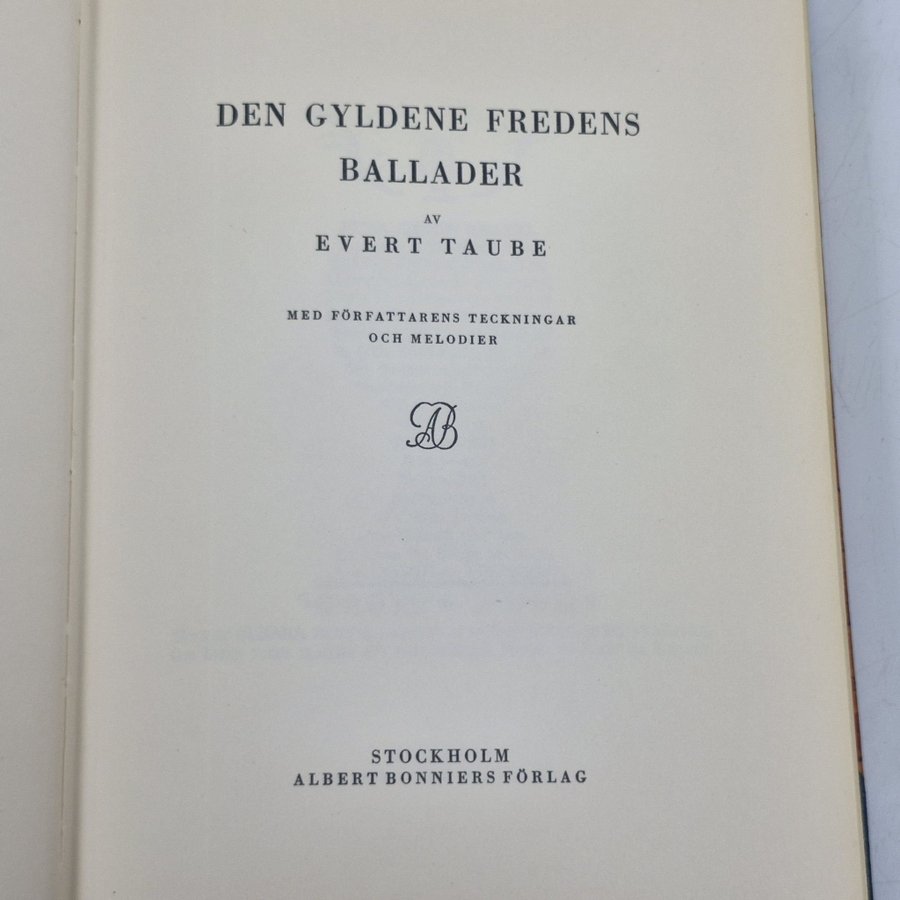 DEN GYLDENE FREDENS
BALLADER
AV
EVERT TAUBE
MED FÖRFATTARENS TECKNINGAR
OCH MELODIER
AB
STOCKHOLM
ALBERT BONNIERS FÖRLAG